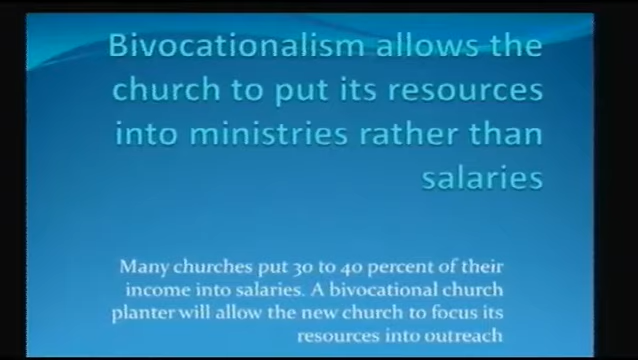 Bivocationalism allows the
church to put its resources
into ministries rather than
salaries
Many churches put 30 to 40 percent of their
income into salaries. A bivocational church
planter will allow the new church to focus its
resources into outreach